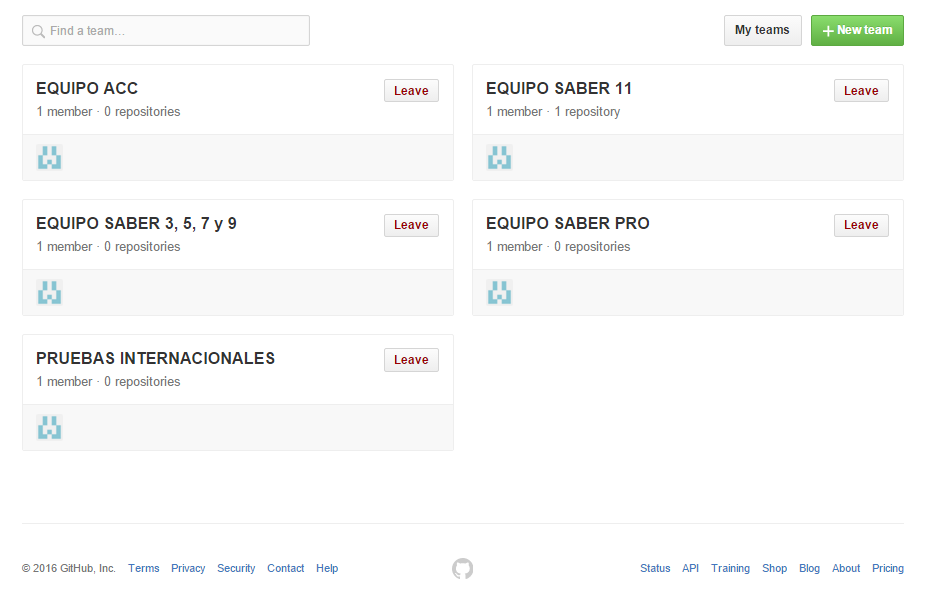 Find a team...
My teams
New team
EQUIPO ACC
Leave
1 member · 0 repositories
EQUIPO SABER 11
Leave
1 member · 1 repository
EQUIPO SABER 3, 5, 7 y 9
Leave
1 member · 0 repositories
EQUIPO SABER PRO
Leave
1 member · 0 repositories
PRUEBAS INTERNACIONALES
Leave
1 member · 0 repositories
© 2016 GitHub, Inc. Terms Privacy Security Contact Help
Status API Training Shop Blog About Pricing